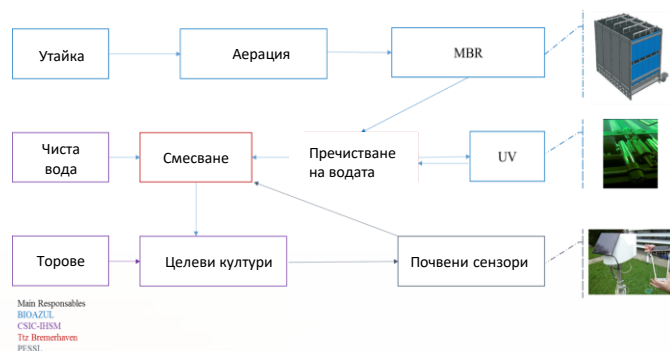 Утайка
Аерация
MBR
Чиста
вода
Смесване
Пречистване
на водата
UV
Торове
Целеви култури
Почвени сензори
Main Responsables
BIOAZUL
CSIC-IHSM
Ttz Bremerhaven
PESSL